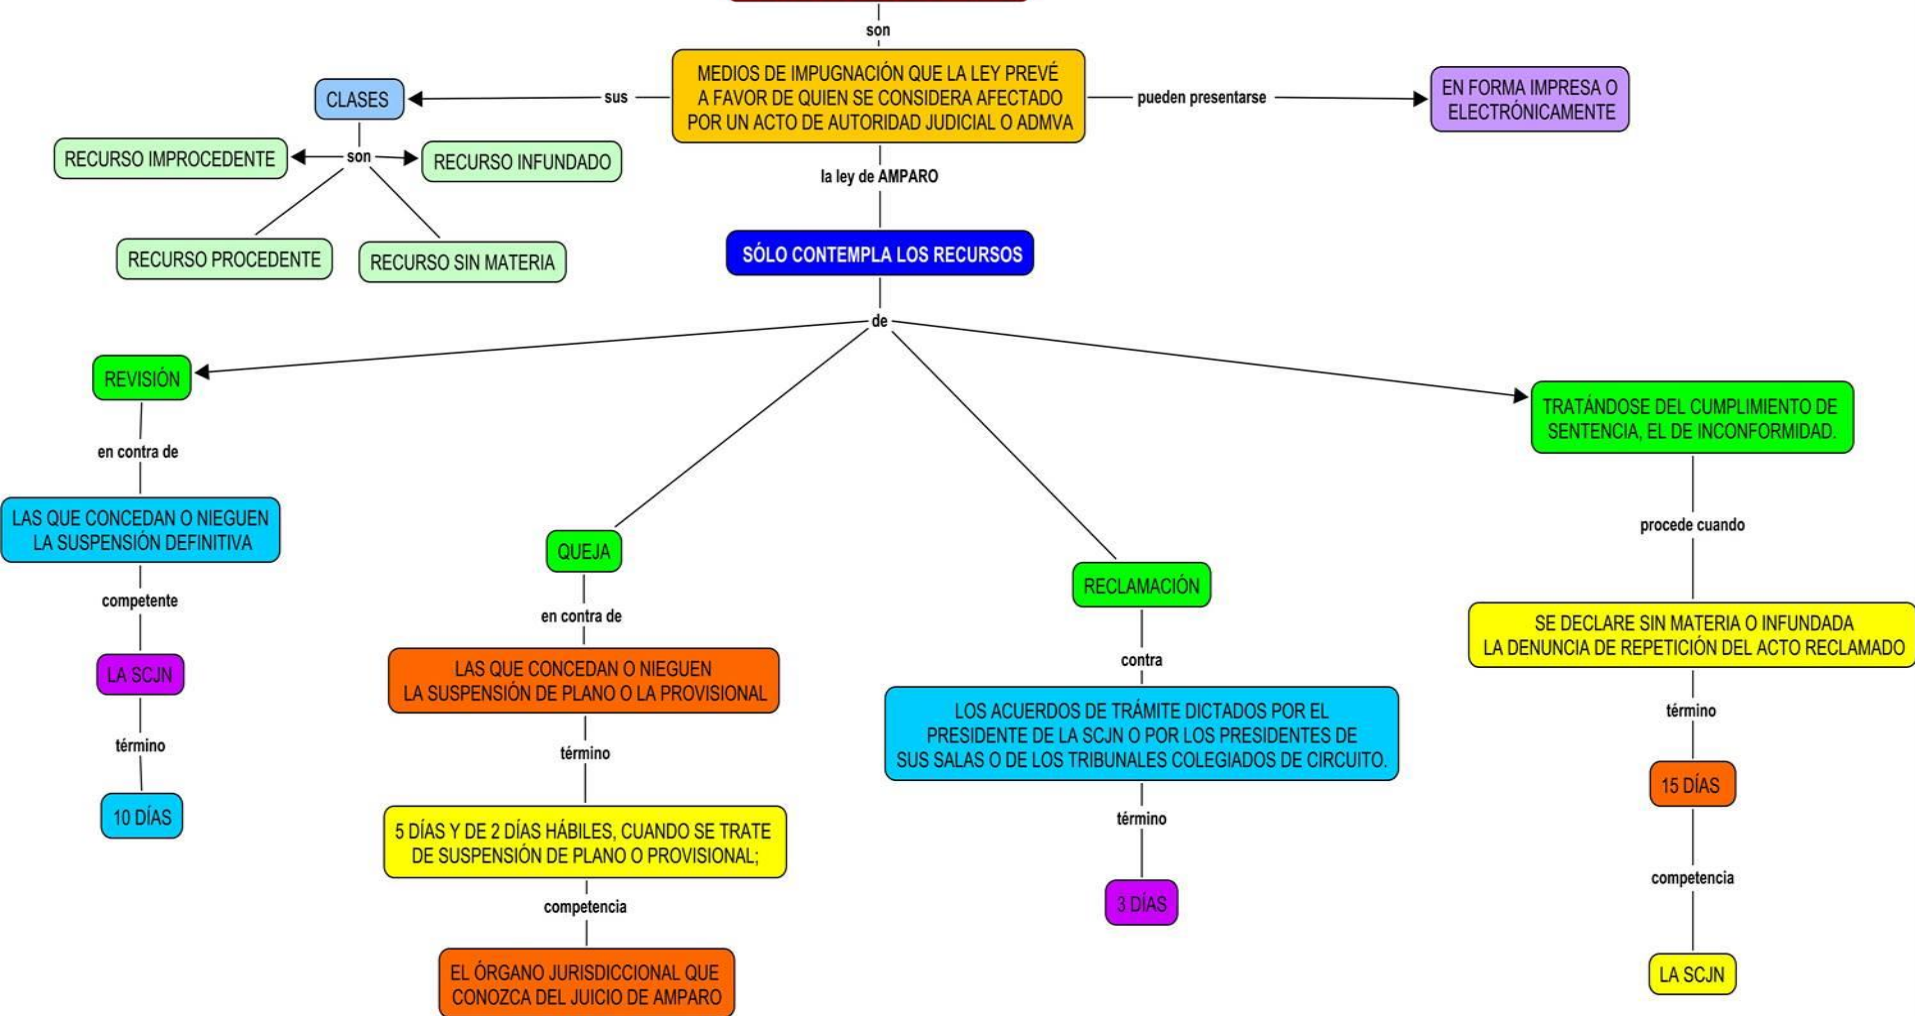 son
MEDIOS DE IMPUGNACIÓN QUE LA LEY PREVÉ
A FAVOR DE QUIEN SE CONSIDERA AFECTADO
POR UN ACTO DE AUTORIDAD JUDICIAL O ADMVA
sus
CLASES
son
RECURSO IMPROCEDENTE
RECURSO INFUNDADO
RECURSO PROCEDENTE
RECURSO SIN MATERIA
pueden presentarse
EN FORMA IMPRESA O
ELECTRÓNICAMENTE
la ley de AMPARO
SÓLO CONTEMPLA LOS RECURSOS
de
REVISIÓN
en contra de
LAS QUE CONCEDAN O NIEGUEN
LA SUSPENSIÓN DEFINITIVA
competente
LA SCJN
término
10 DÍAS
QUEJA
en contra de
LAS QUE CONCEDAN O NIEGUEN
LA SUSPENSIÓN DE PLANO O LA PROVISIONAL
término
5 DÍAS Y DE 2 DÍAS HÁBILES, CUANDO SE TRATE
DE SUSPENSIÓN DE PLANO O PROVISIONAL;
competencia
EL ÓRGANO JURISDICCIONAL QUE
CONOZCA DEL JUICIO DE AMPARO
RECLAMACIÓN
contra
LOS ACUERDOS DE TRÁMITE DICTADOS POR EL
PRESIDENTE DE LA SCJN O POR LOS PRESIDENTES DE
SUS SALAS O DE LOS TRIBUNALES COLEGIADOS DE CIRCUITO.
término
3 DÍAS
TRATÁNDOSE DEL CUMPLIMIENTO DE
SENTENCIA, EL DE INCONFORMIDAD.
procede cuando
SE DECLARE SIN MATERIA O INFUNDADA
LA DENUNCIA DE REPETICIÓN DEL ACTO RECLAMADO
término
15 DÍAS
competencia
LA SCJN